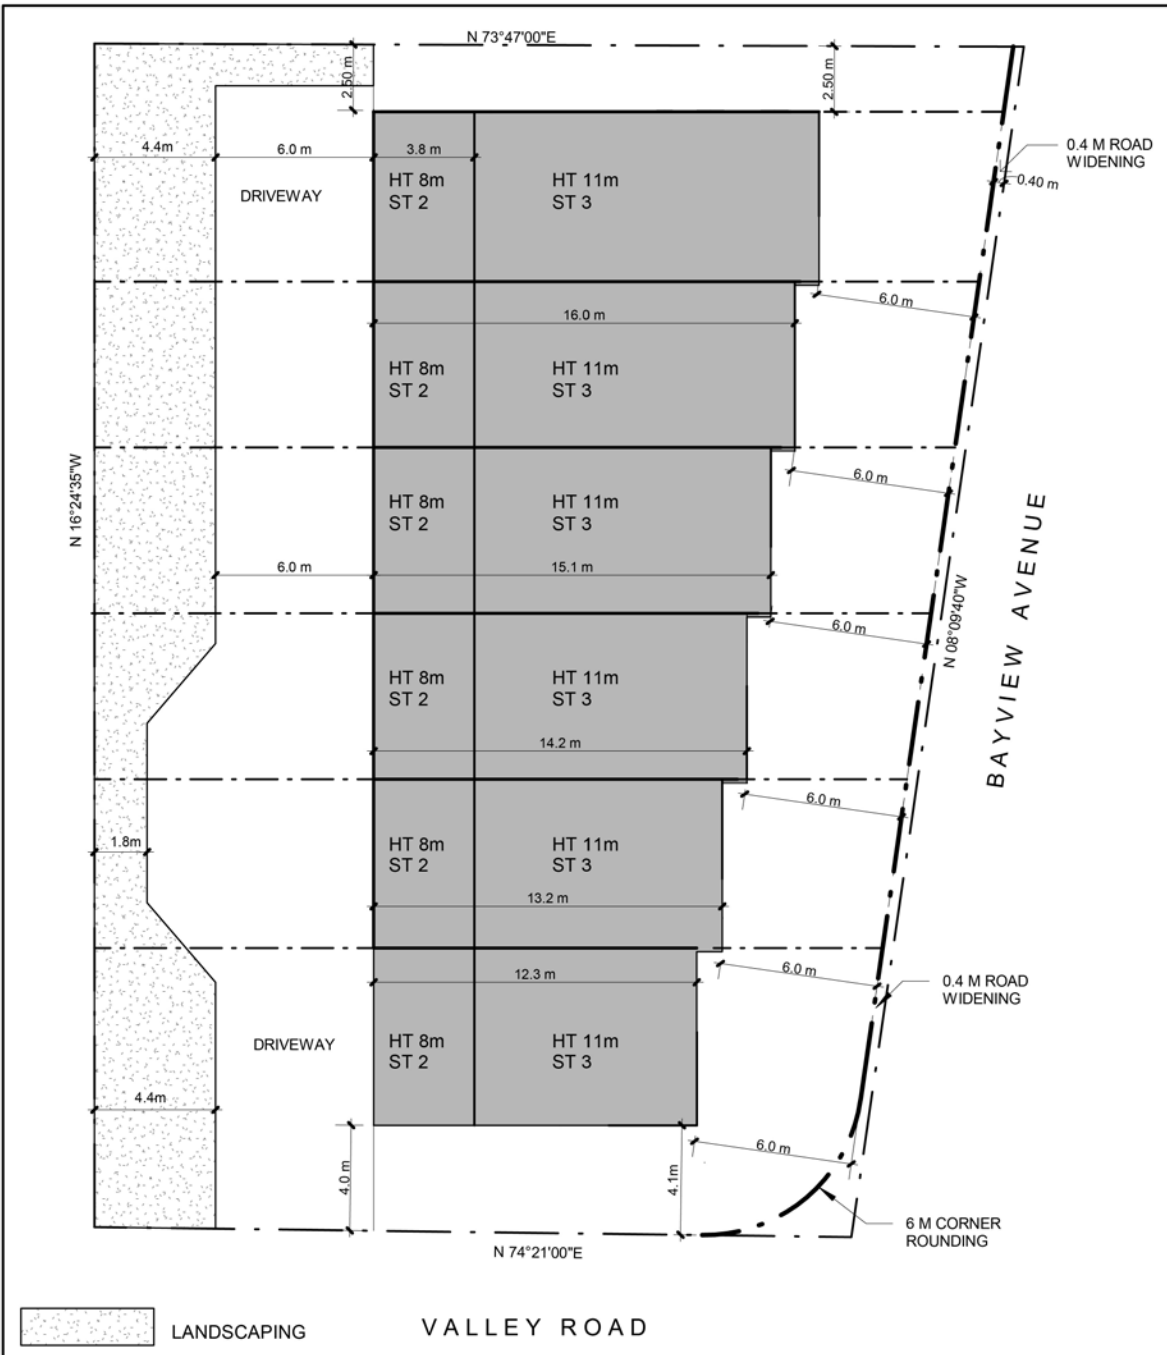 N 73°47'00"E
2.50 m
2.50 m
4.4m
6.0 m
3.8 m
0.4 M ROAD
WIDENING
0.40 m
DRIVEWAY
HT 8m
ST 2
HT 11m
ST 3
6.0 m
16.0 m
HT 8m
ST 2
HT 11m
ST 3
6.0 m
N 16°24'35"W
HT 8m
ST 2
HT 11m
ST 3
6.0 m
15.1 m
6.0 m
N 08°09'40"W
BAYVIEW AVENUE
HT 8m
ST 2
HT 11m
ST 3
14.2 m
6.0 m
1.8m
HT 8m
ST 2
HT 11m
ST 3
13.2 m
6.0 m
12.3 m
0.4 M ROAD
WIDENING
DRIVEWAY
HT 8m
ST 2
HT 11m
ST 3
4.4m
4.0 m
4.1m
6.0 m
6 M CORNER
ROUNDING
N 74°21'00"E
LANDSCAPING
VALLEY ROAD